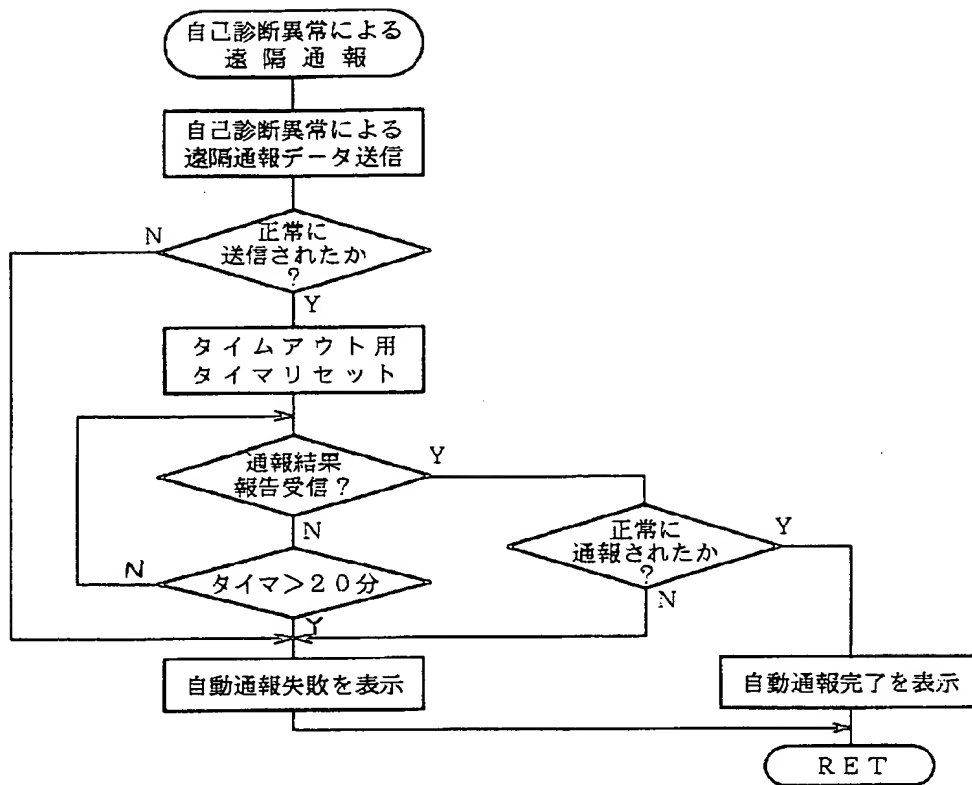 自己診断異常による
遠隔通報
自己診断異常による
遠隔通報データ送信
N
正常に
送信されたか
?
Y
タイムアウト用
タイマリセット
通報結果
報告受信?
Y
N
正常に
通報されたか
?
Y
N
タイマ>20分
N
Y
自動通報失敗を表示
自動通報完了を表示
RET